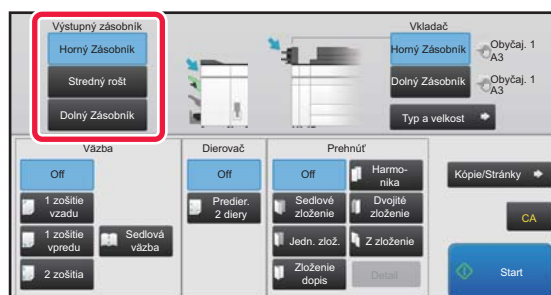 Výstupný zásobník
Horný Zásobník
Stredný rošt
Dolný Zásobník
Vkladač
Horný Zásobník
Obyčaj. 1
A3
Dolný Zásobník
Obyčaj. 1
A3
Typ a velkost
Väzba
Off
1 zošitie
vzadu
1 zošitie
vpredu
Sedlová
väzba
2 zošitia
Dierovač
Off
Predier.
2 diery
Prehnúť
Off
Harmo-
nika
Sedlové
zloženie
Dvojité
zloženie
Jedn. zlož.
Z zloženie
Zloženie
dopis
Detail
Kópie/Stránky
CA
Start